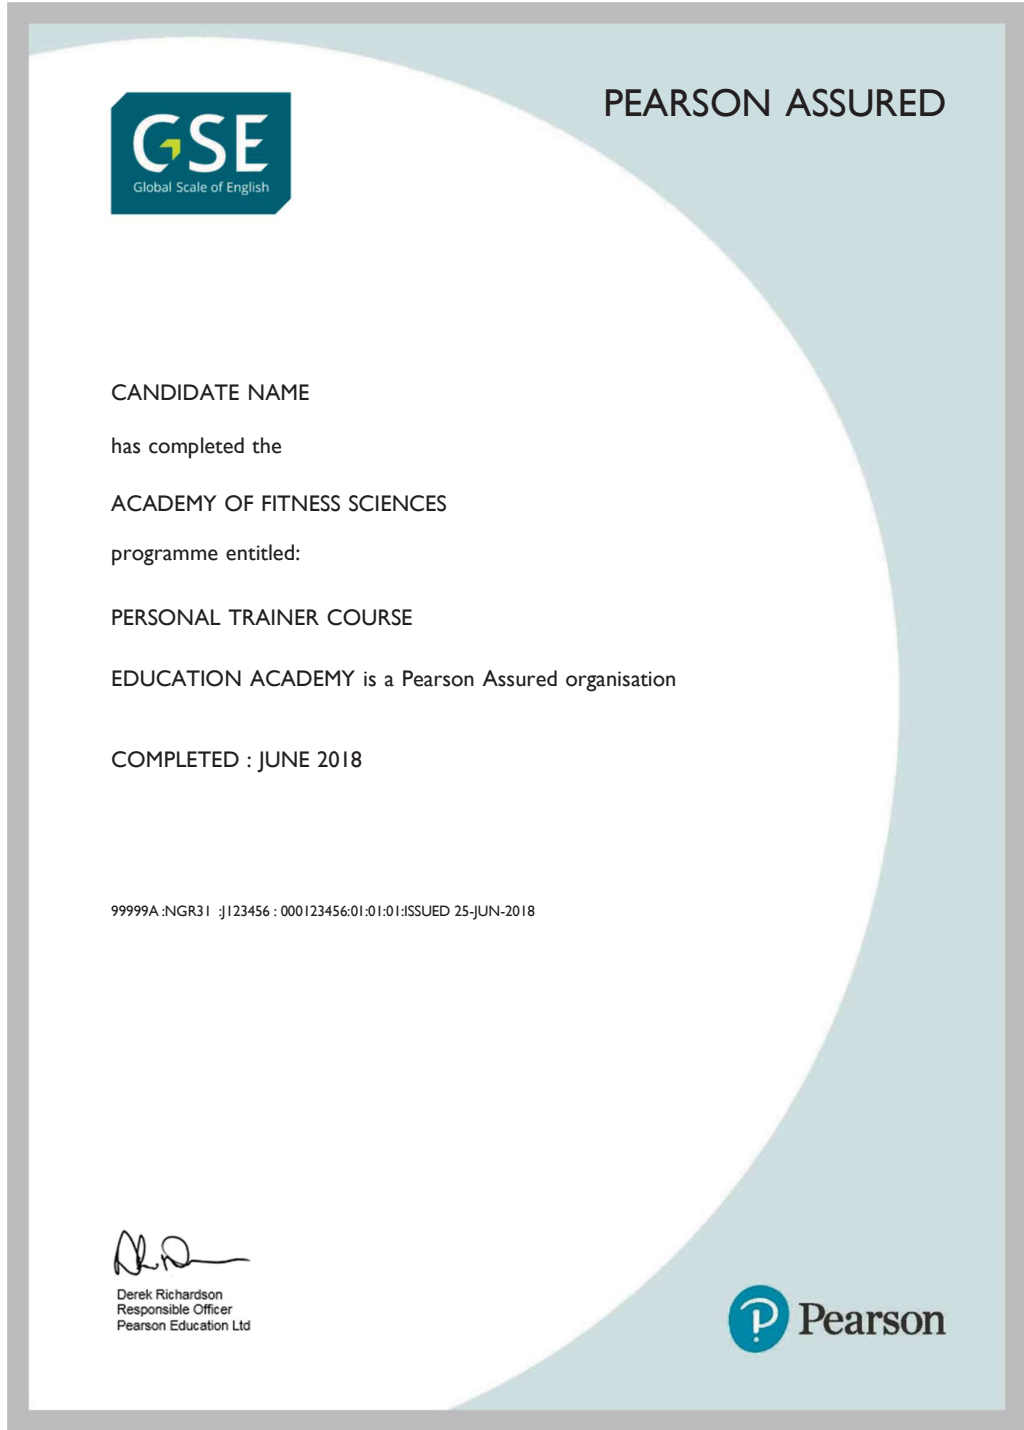 GSE
Global Scale of English
PEARSON ASSURED
CANDIDATE NAME
has completed the
ACADEMY OF FITNESS SCIENCES
programme entitled:
PERSONAL TRAINER COURSE
EDUCATION ACADEMY is a Pearson Assured organisation
COMPLETED : JUNE 2018
99999A :NGR31 :J123456 : 000123456:01:01:01:ISSUED 25-JUN-2018
Derek Richardson
Responsible Officer
Pearson Education Ltd
Pearson